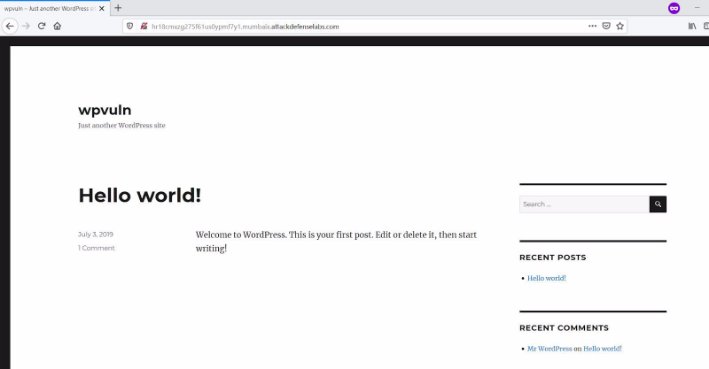 wpvuln – Just another WordPress si
.mumbai.attackdefenselabs.com
wpvuln
Just another WordPress site
Hello world!
July 3, 2019
1 Comment
Welcome to WordPress. This is your first post. Edit or delete it, then start
writing!
Search ...
RECENT POSTS
Hello world!
RECENT COMMENTS
Mr WordPress on Hello world!